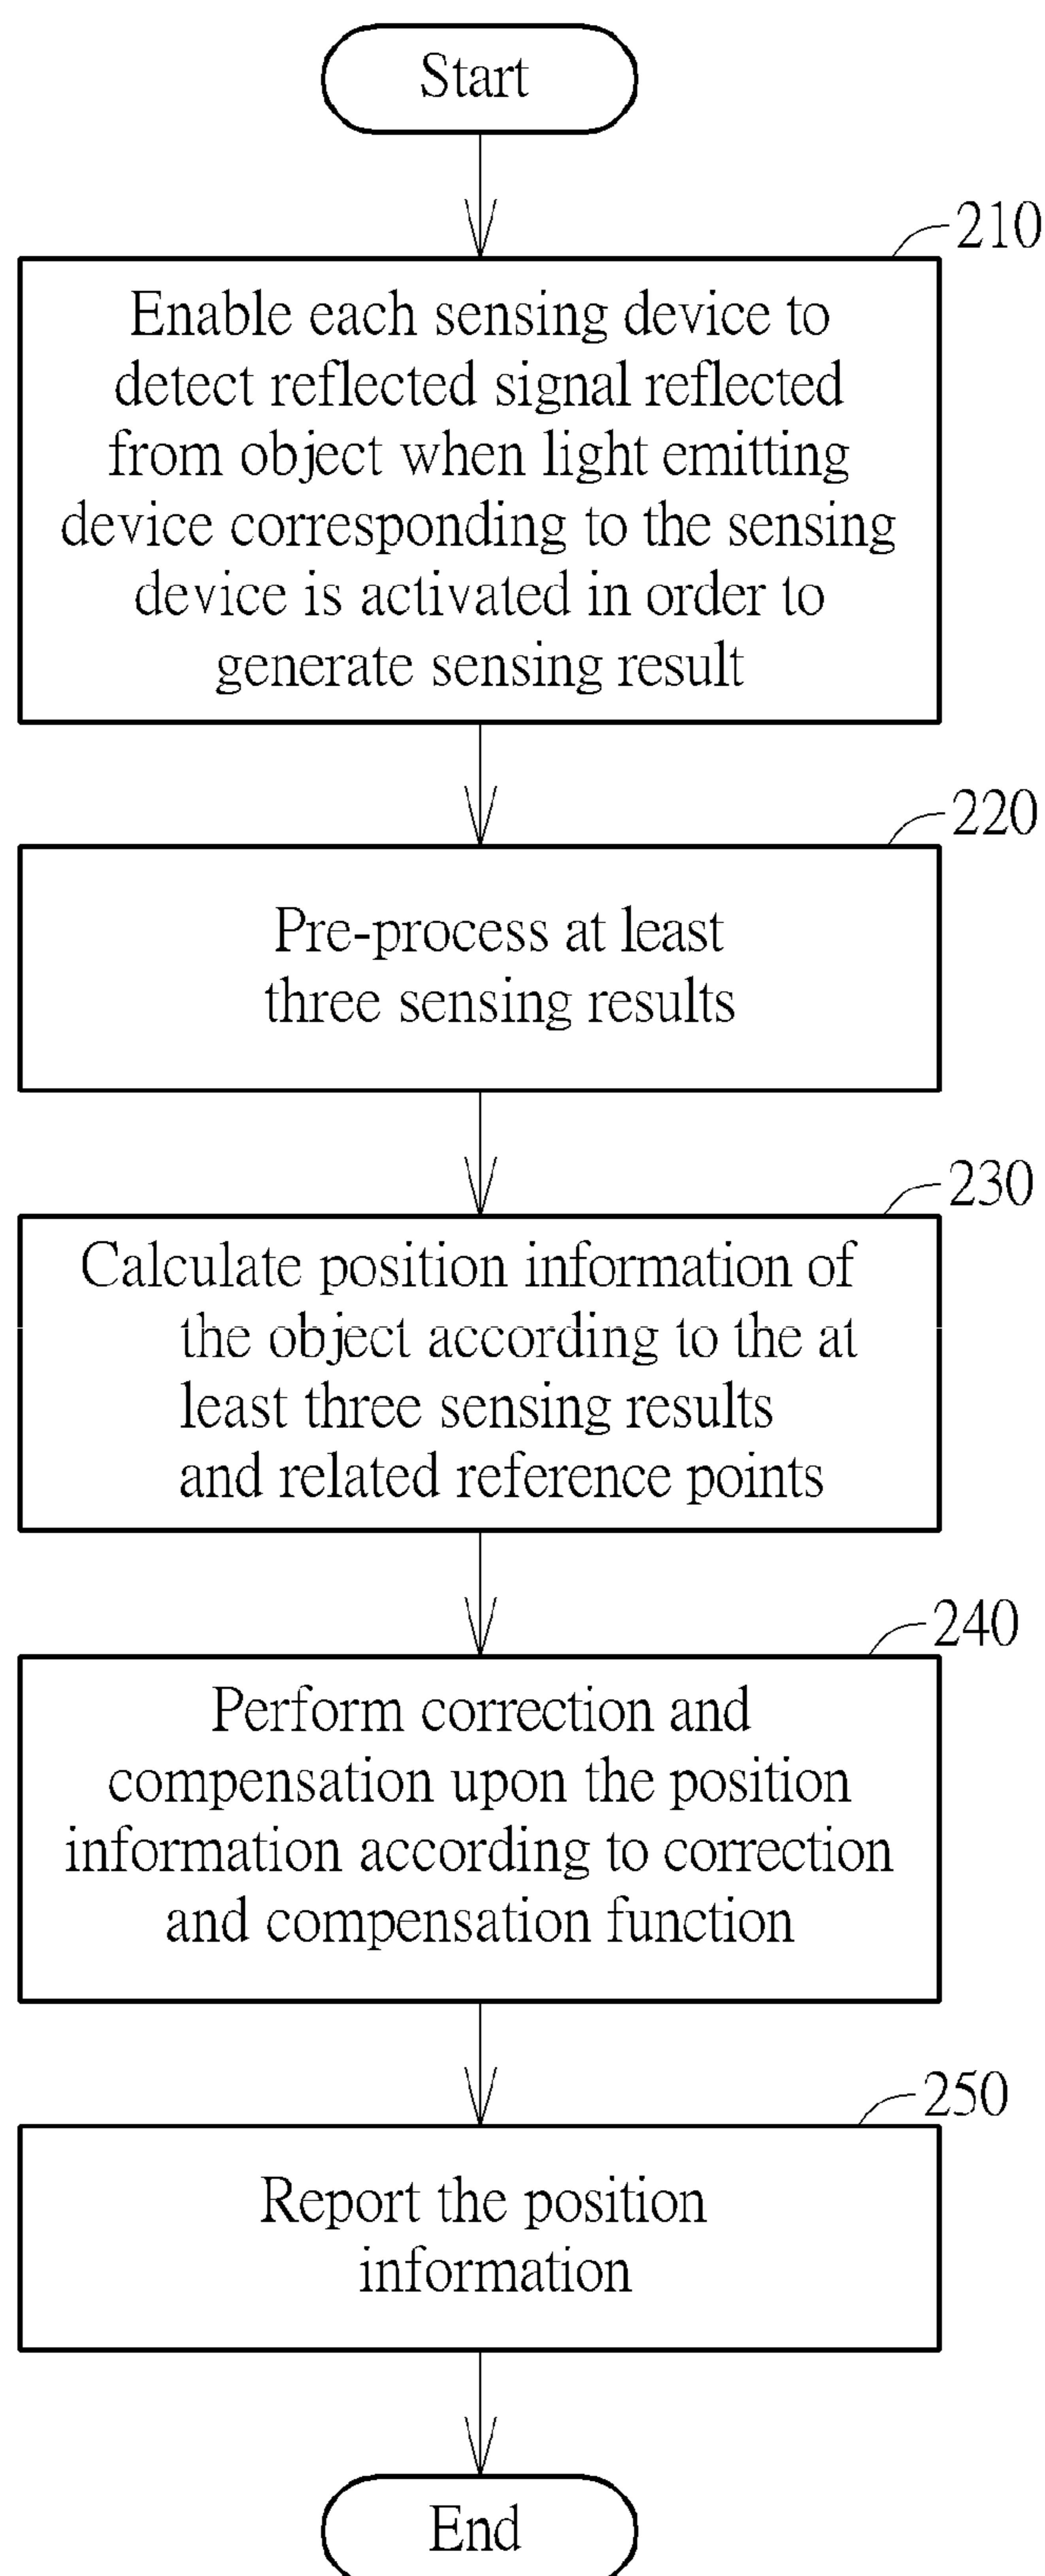 Start
210
Enable each sensing device to
detect reflected signal reflected
from object when light emitting
device corresponding to the sensing
device is activated in order to
generate sensing result
220
Pre-process at least
three sensing results
230
Calculate position information of
the object according to the at
least three sensing results
and related reference points
240
Perform correction and
compensation upon the position
information according to correction
and compensation function
250
Report the position
information
End